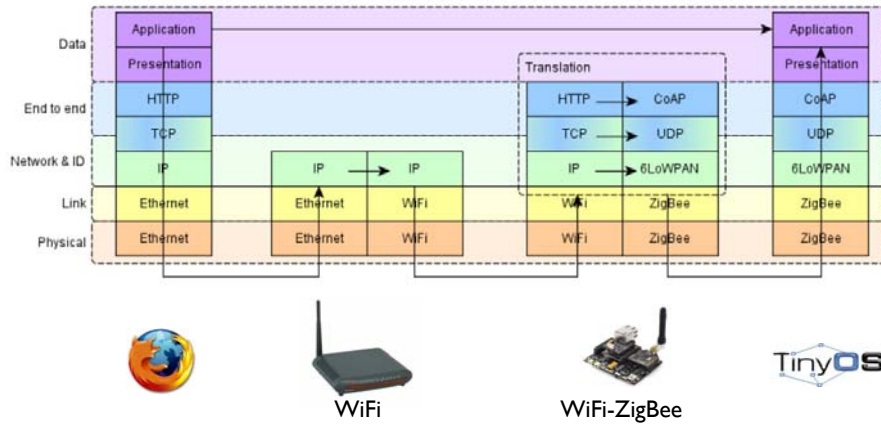 Data
End to end
Network & ID
Link
Physical
Application
Presentation
HTTP
TCP
IP
Ethernet
Ethernet
IP
IP
Ethernet
WiFi
Ethernet
WiFi
Translation
HTTP
CoAP
TCP
UDP
IP
6LoWPAN
WiFi
ZigBee
WiFi
ZigBee
Application
Presentation
CoAP
UDP
6LoWPAN
ZigBee
ZigBee
WiFi
WiFi-ZigBee
TinyOS